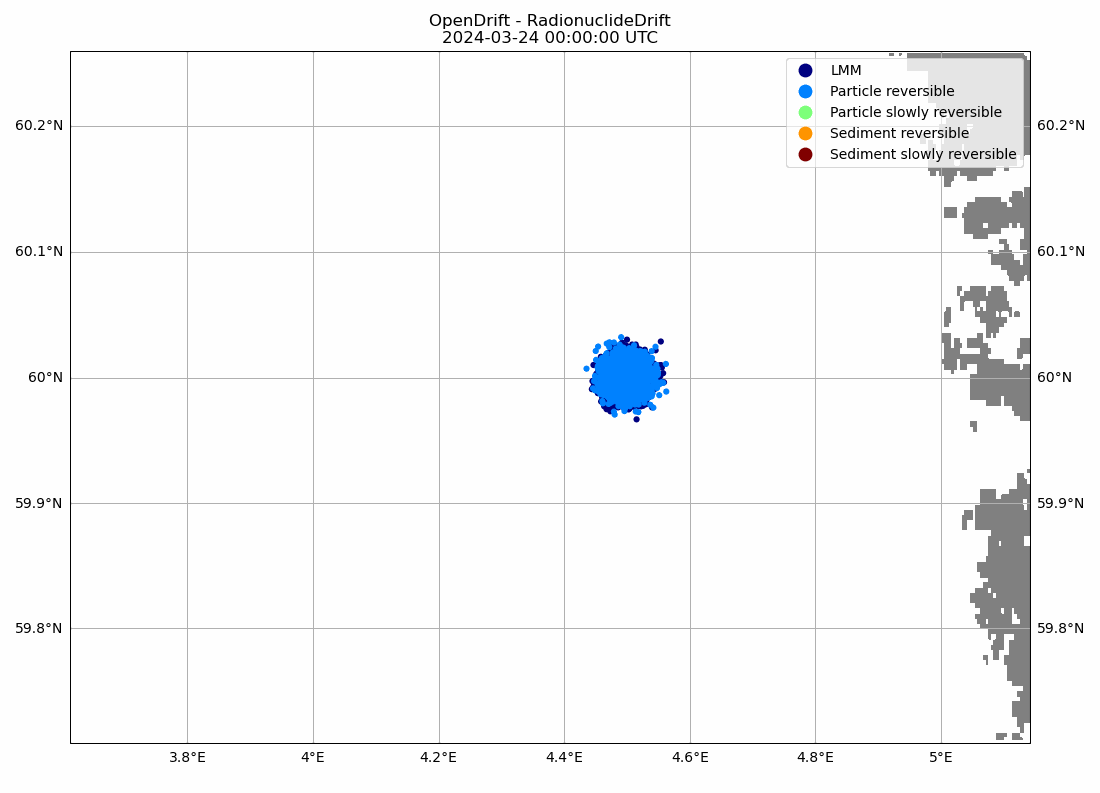 OpenDrift - RadionuclideDrift
2024-03-24 00:00:00 UTC
LMM
Particle reversible
Particle slowly reversible
Sediment reversible
Sediment slowly reversible
60.2°N
60.2°N
60.1°N
60.1°N
60°N
60°N
59.9°N
59.9°N
59.8°N
59.8°N
3.8°E
4°E
4.2°E
4.4°E
4.6°E
4.8°E
5°E